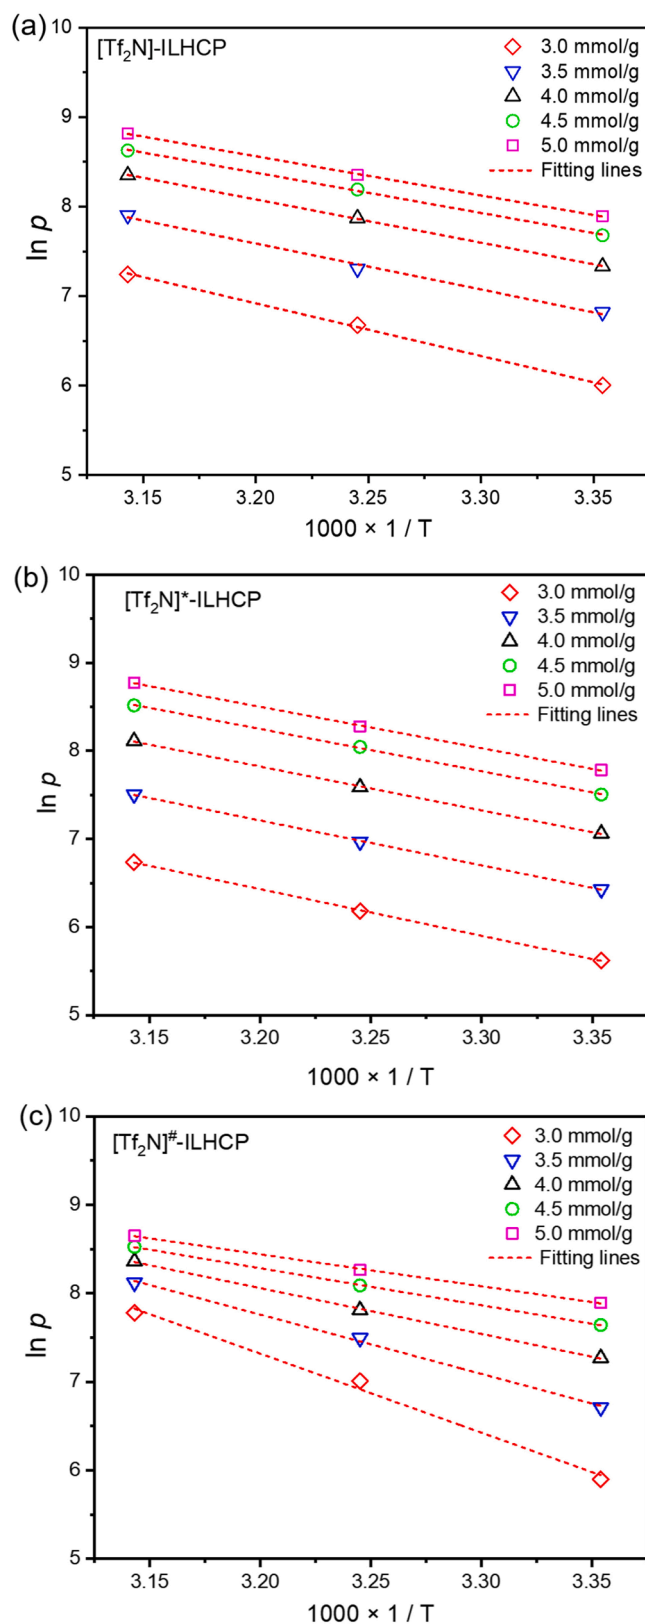 (a)
[Tf₂N]-ILHCP
3.0 mmol/g
3.5 mmol/g
4.0 mmol/g
4.5 mmol/g
5.0 mmol/g
Fitting lines
ln p
10
9
8
7
6
5
3.15 3.20 3.25 3.30 3.35
1000 × 1 / T
(b)
[Tf₂N]*-ILHCP
3.0 mmol/g
3.5 mmol/g
4.0 mmol/g
4.5 mmol/g
5.0 mmol/g
Fitting lines
ln p
10
9
8
7
6
5
3.15 3.20 3.25 3.30 3.35
1000 × 1 / T
(c)
[Tf₂N]#-ILHCP
3.0 mmol/g
3.5 mmol/g
4.0 mmol/g
4.5 mmol/g
5.0 mmol/g
Fitting lines
ln p
10
9
8
7
6
5
3.15 3.20 3.25 3.30 3.35
1000 × 1 / T